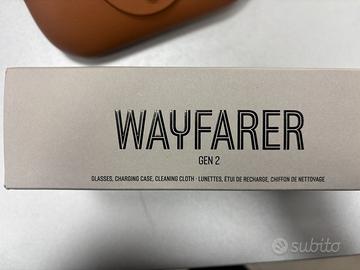 WAYFARER
GEN 2
GLASSES, CHARGING CASE, CLEANING CLOTH · LUNETTES, ÉTUI DE RECHARGE, CHIFFON DE NETTOYAGE
subito